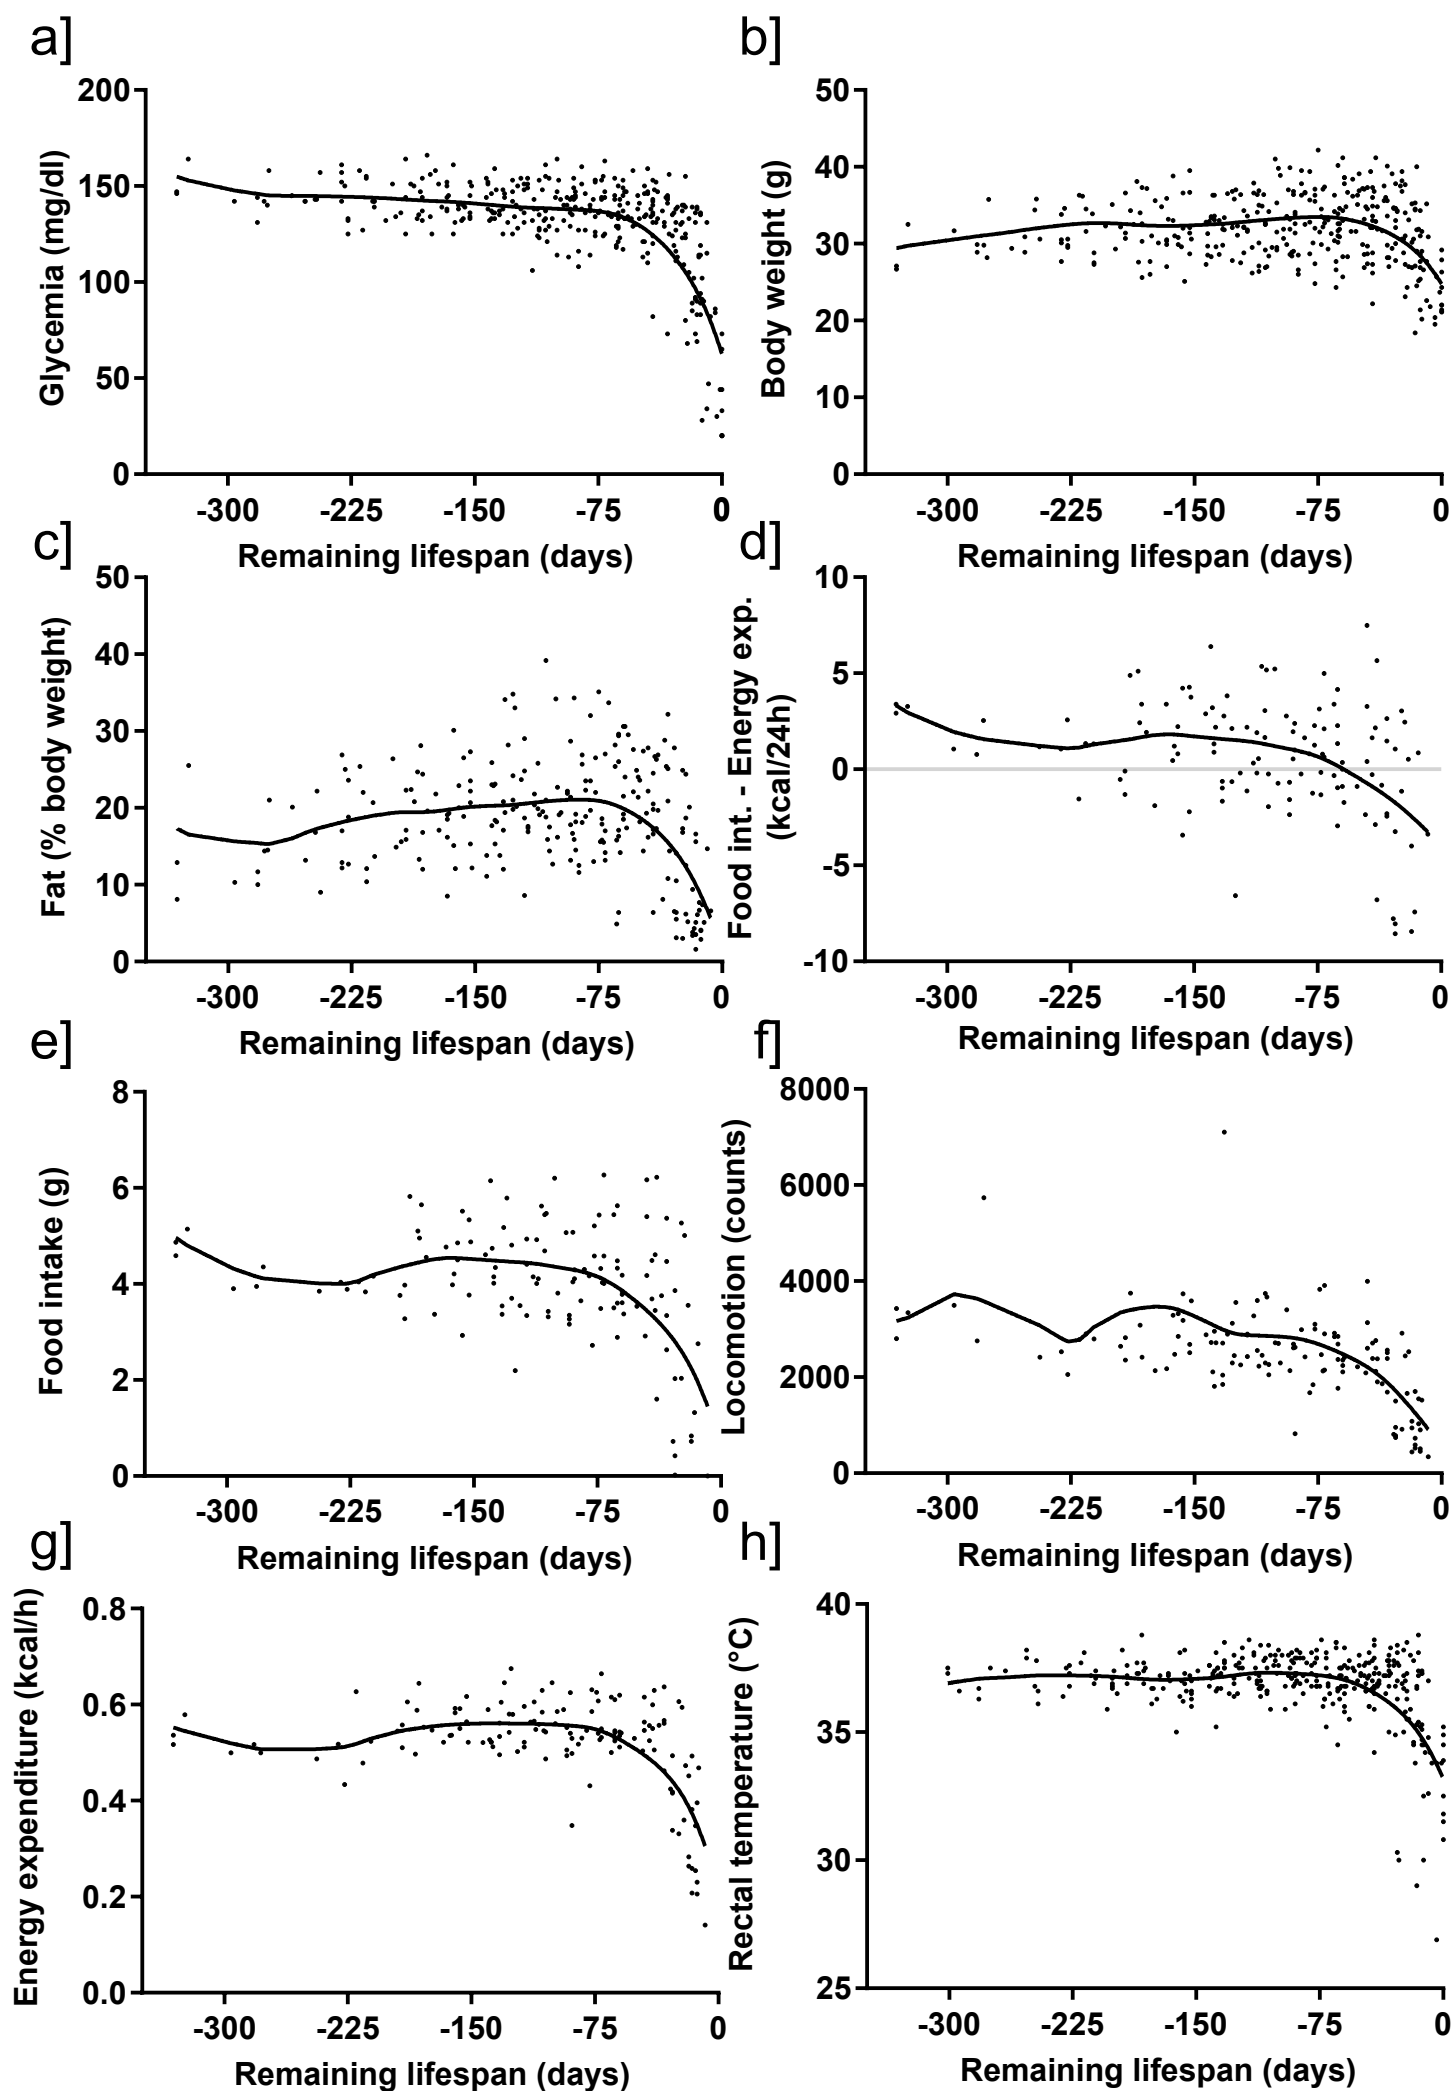 a]
Glycemia (mg/dl)
200
150
100
50
0
-300 -225 -150 -75 0
Remaining lifespan (days)
b]
Body weight (g)
50
40
30
20
10
0
-300 -225 -150 -75 0
Remaining lifespan (days)
c]
Fat (% body weight)
50
40
30
20
10
0
-300 -225 -150 -75 0
Remaining lifespan (days)
d]
Food int. - Energy exp.
(kcal/24h)
10
5
0
-5
-10
-300 -225 -150 -75 0
Remaining lifespan (days)
e]
Food intake (g)
8
6
4
2
0
-300 -225 -150 -75 0
Remaining lifespan (days)
f]
Locomotion (counts)
8000
6000
4000
2000
0
-300 -225 -150 -75 0
Remaining lifespan (days)
g]
Energy expenditure (kcal/h)
0.8
0.6
0.4
0.2
0.0
-300 -225 -150 -75 0
Remaining lifespan (days)
h]
Rectal temperature (°C)
40
35
30
25
-300 -225 -150 -75 0
Remaining lifespan (days)